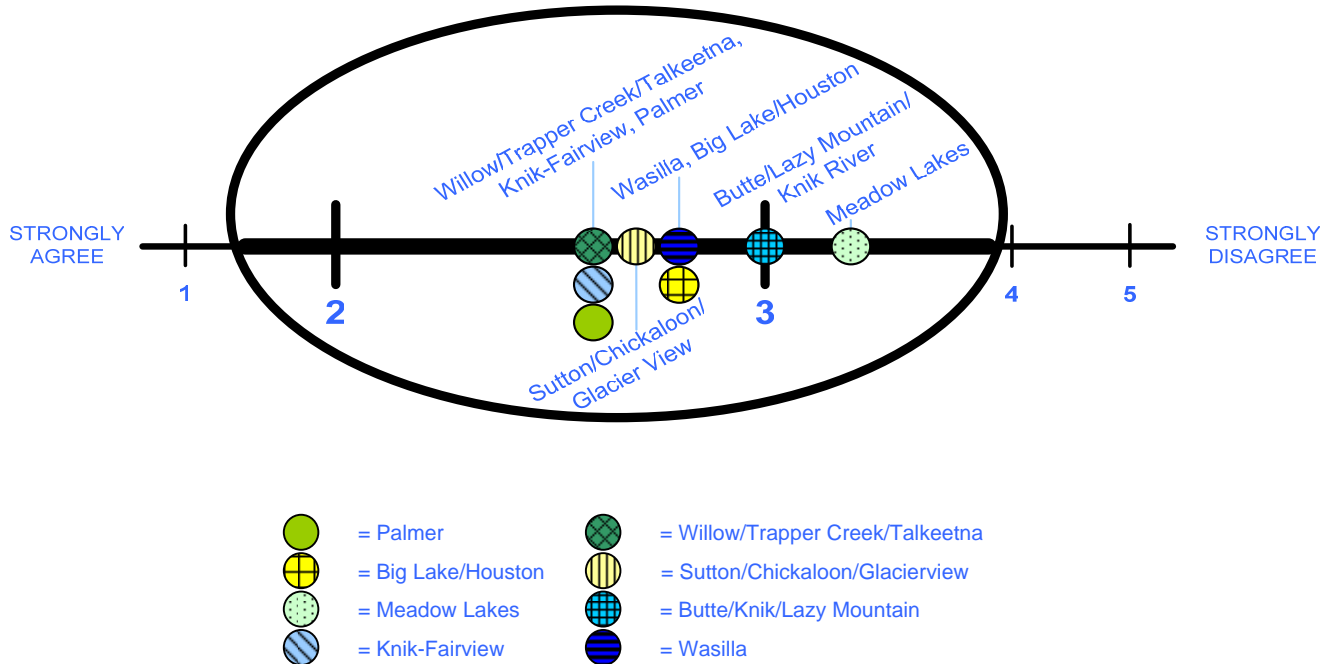 Willow/Trapper Creek/Talkeetna,
Knik-Fairview, Palmer
Wasilla, Big Lake/Houston
Butte/Lazy Mountain/
Knik River
Meadow Lakes
STRONGLY
AGREE
STRONGLY
DISAGREE
1
2
3
4
5
Sutton/Chickaloon/
Glacier View
= Palmer
= Willow/Trapper Creek/Talkeetna
= Big Lake/Houston
= Sutton/Chickaloon/Glacierview
= Meadow Lakes
= Butte/Knik/Lazy Mountain
= Knik-Fairview
= Wasilla